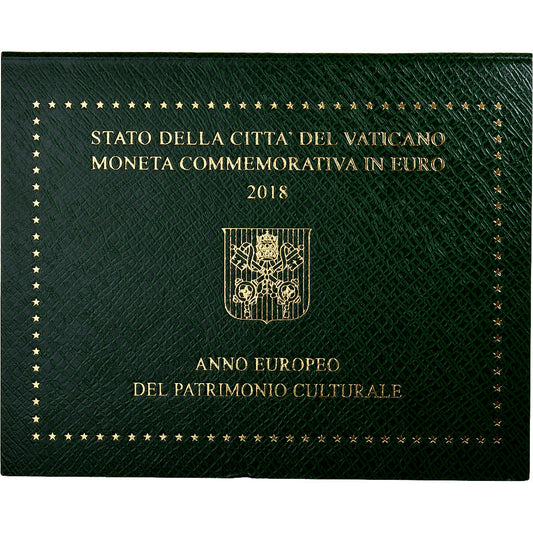 STATO DELLA CITTA' DEL VATICANO
MONETA COMMEMORATIVA IN EURO
2018
ANNO EUROPEO
DEL PATRIMONIO CULTURALE